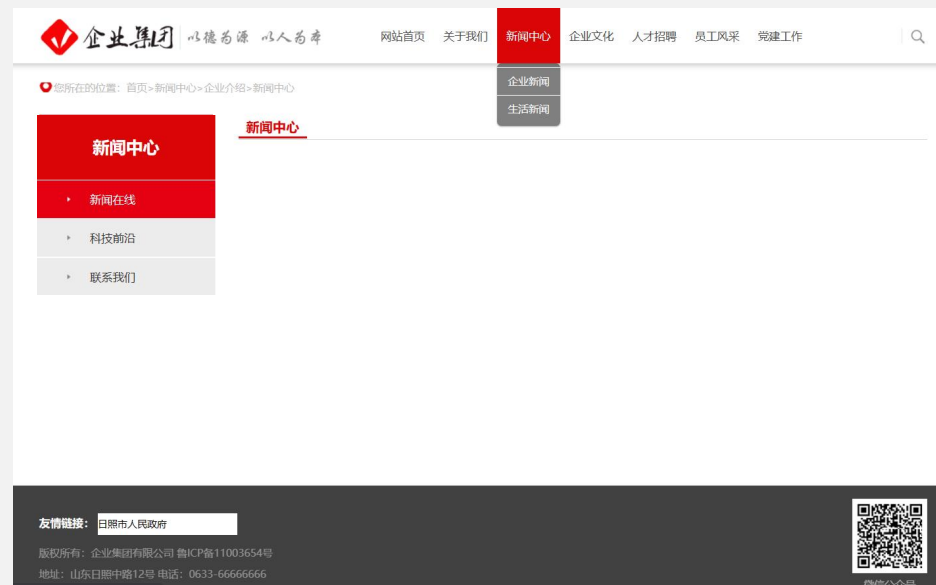 企业集团 以德为源 以人为本
网站首页 关于我们 新闻中心 企业文化 人才招聘 员工风采 党建工作
企业新闻
生活新闻
您所在的位置：首页>新闻中心>企业介绍>新闻中心
新闻中心
新闻在线
科技前沿
联系我们
新闻中心
友情链接： 日照市人民政府
版权所有：企业集团有限公司 鲁ICP备11003654号
地址：山东日照中路12号 电话：0633-66666666
微信公众号